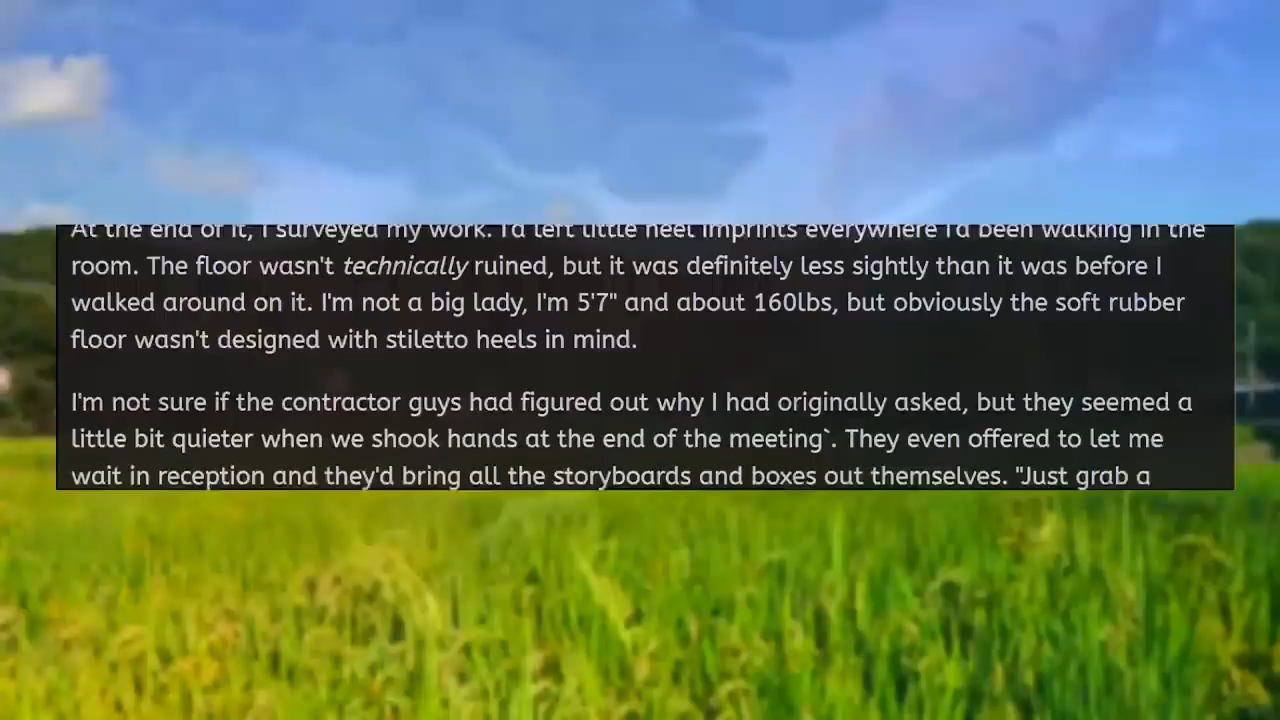 At the end of it, I surveyed my work. I'd left little heel imprints everywhere I'd been walking in the
room. The floor wasn't technically ruined, but it was definitely less sightly than it was before I
walked around on it. I'm not a big lady, I'm 5'7" and about 160lbs, but obviously the soft rubber
floor wasn't designed with stiletto heels in mind.
I'm not sure if the contractor guys had figured out why I had originally asked, but they seemed a
little bit quieter when we shook hands at the end of the meeting`. They even offered to let me
wait in reception and they'd bring all the storyboards and boxes out themselves. "Just grab a